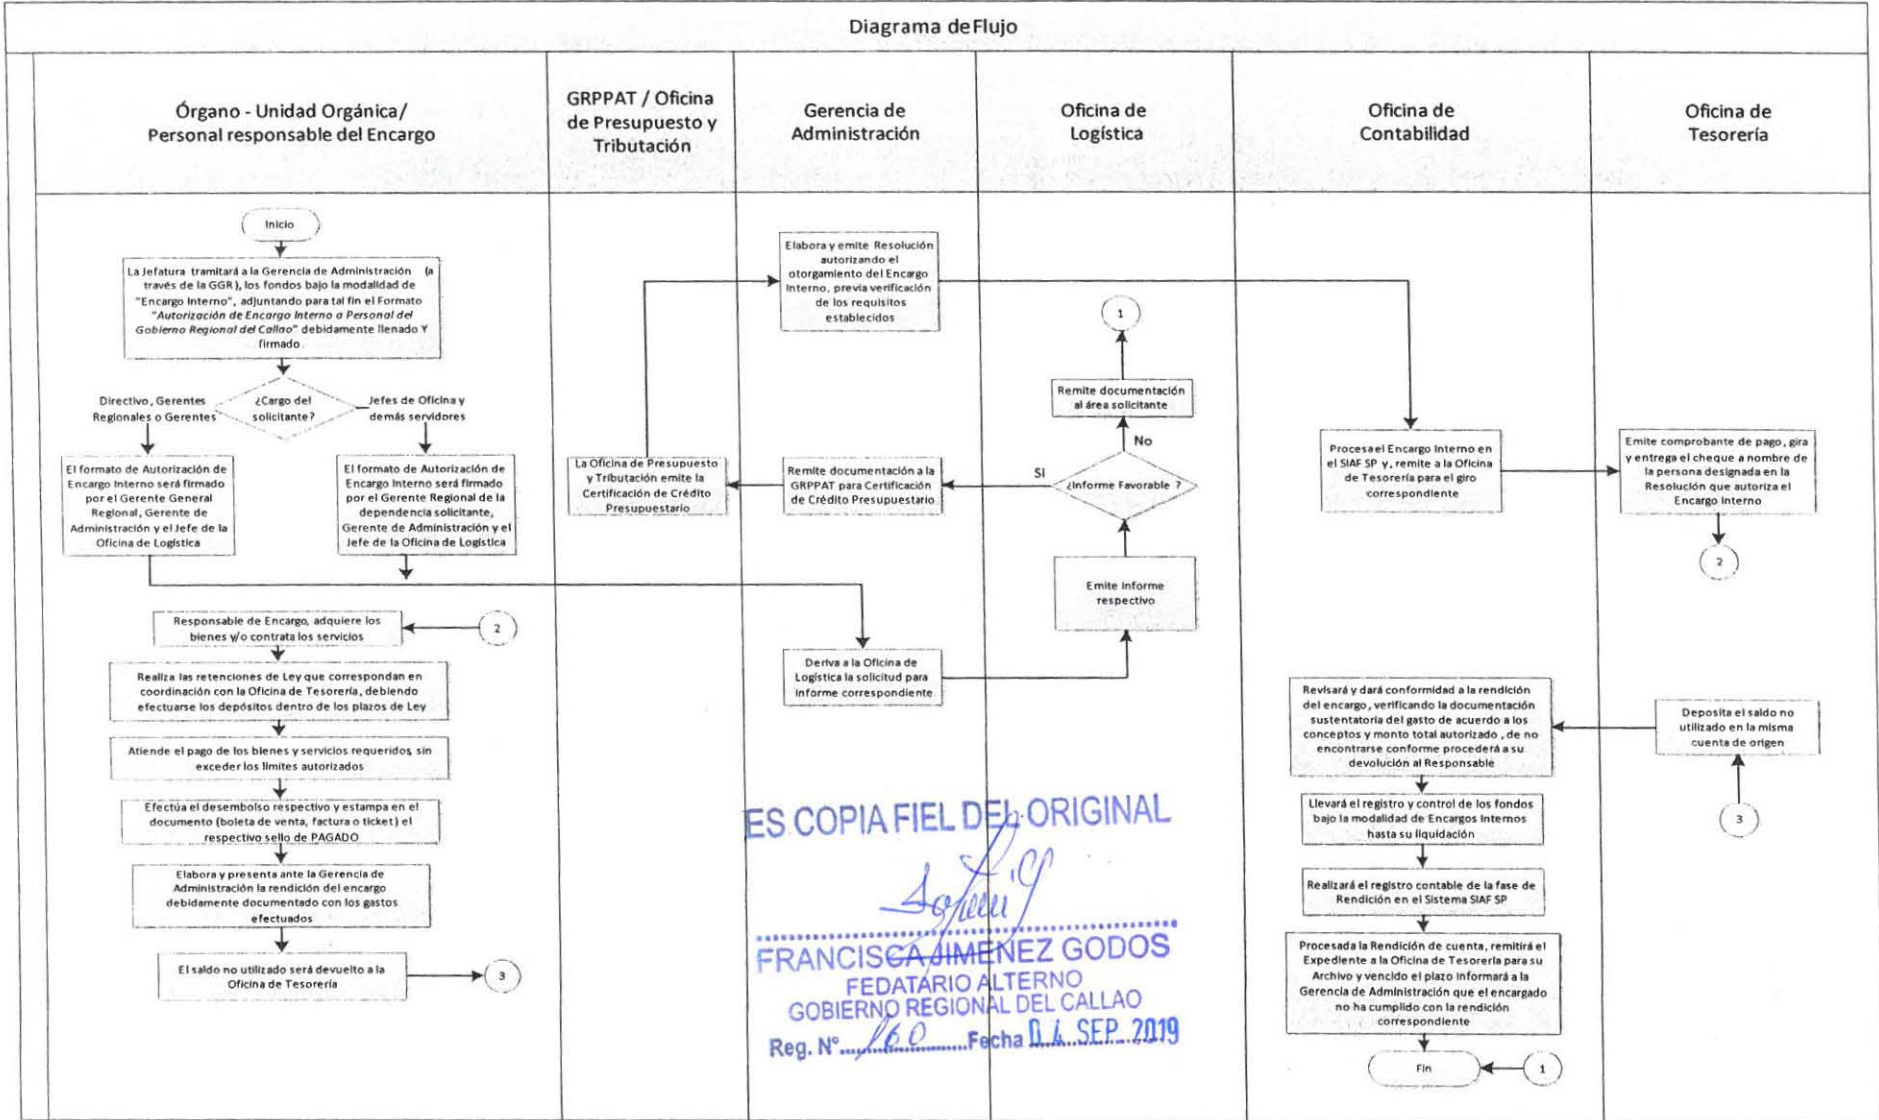 Diagrama de Flujo
Órgano - Unidad Orgánica/
Personal responsable del Encargo
GRPPAT / Oficina
de Presupuesto y
Tributación
Gerencia de
Administración
Oficina de
Logística
Oficina de
Contabilidad
Oficina de
Tesorería
Inicio
La Jefatura tramitará a la Gerencia de Administración (a
través de la GGR), los fondos bajo la modalidad de
"Encargo Interno", adjuntando para tal fin el Formato
"Autorización de Encargo Interno a Personal del
Gobierno Regional del Callao" debidamente llenado Y
firmado.
¿Cargo del
solicitante?
Directivo, Gerentes
Regionales o Gerentes
Jefes de Oficina y
demás servidores
El formato de Autorización de
Encargo Interno será firmado
por el Gerente General
Regional, Gerente de
Administración y el Jefe de la
Oficina de Logística
El formato de Autorización de
Encargo Interno será firmado
por el Gerente Regional de la
dependencia solicitante,
Gerente de Administración y el
Jefe de la Oficina de Logística
La Oficina de Presupuesto
y Tributación emite la
Certificación de Crédito
Presupuestario
Elabora y emite Resolución
autorizando el
otorgamiento del Encargo
Interno, previa verificación
de los requisitos
establecidos
Remite documentación a la
GRPPAT para Certificación
de Crédito Presupuestario
Deriva a la Oficina de
Logística la solicitud para
informe correspondiente
1
Remite documentación
al área solicitante
No
SI
¿Informe Favorable ?
Emite informe
respectivo
Procesael Encargo Interno en
el SIAF SP y, remite a la Oficina
de Tesorería para el giro
correspondiente
Emite comprobante de pago, gira
y entrega el cheque a nombre de
la persona designada en la
Resolución que autoriza el
Encargo Interno
2
Responsable de Encargo, adquiere los
bienes y/o contrata los servicios
2
Realiza las retenciones de Ley que correspondan en
coordinación con la Oficina de Tesorería, debiendo
efectuarse los depósitos dentro de los plazos de Ley
Atiende el pago de los bienes y servicios requeridos, sin
exceder los límites autorizados
Efectúa el desembolso respectivo y estampa en el
documento (boleta de venta, factura o ticket) el
respectivo sello de PAGADO
Elabora y presenta ante la Gerencia de
Administración la rendición del encargo
debidamente documentado con los gastos
efectuados
El saldo no utilizado será devuelto a la
Oficina de Tesorería
3
Revisará y dará conformidad a la rendición
del encargo, verificando la documentación
sustentatoria del gasto de acuerdo a los
conceptos y monto total autorizado , de no
encontrarse conforme procederá a su
devolución al Responsable
Deposita el saldo no
utilizado en la misma
cuenta de origen
3
Llevará el registro y control de los fondos
bajo la modalidad de Encargos Internos
hasta su liquidación
Realizará el registro contable de la fase de
Rendición en el Sistema SIAF SP
Procesada la Rendición de cuenta, remitirá el
Expediente a la Oficina de Tesorería para su
Archivo y vencido el plazo informará a la
Gerencia de Administración que el encargado
no ha cumplido con la rendición
correspondiente
Fin
1
ES COPIA FIEL DEL ORIGINAL
FRANCISCA JIMENEZ GODOS
FEDATARIO ALTERNO
GOBIERNO REGIONAL DEL CALLAO
Reg. N° 160 Fecha 04 SEP. 2019